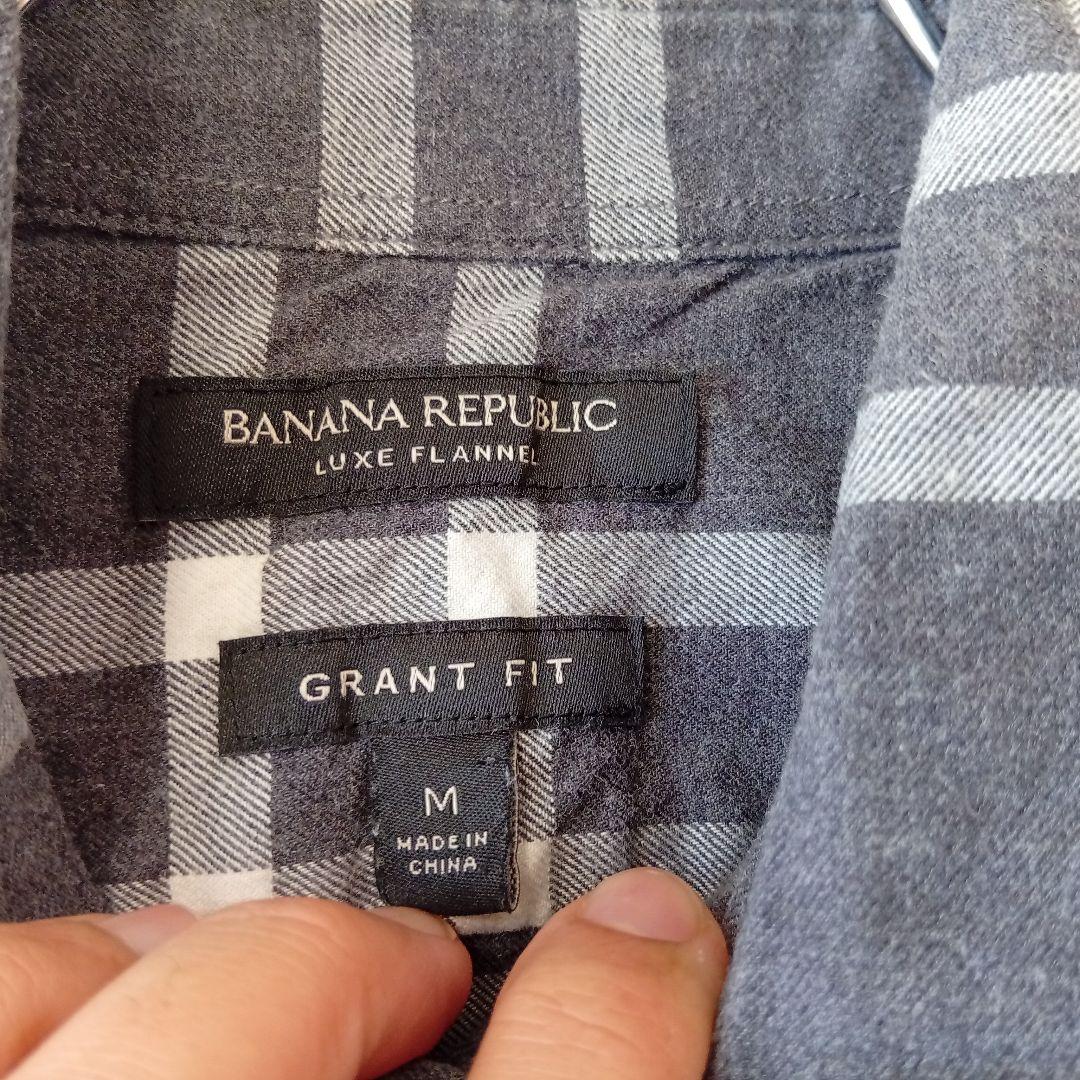 BANANA REPUBLIC
LUXE FLANNEL
GRANT FIT
M
MADE IN
CHINA